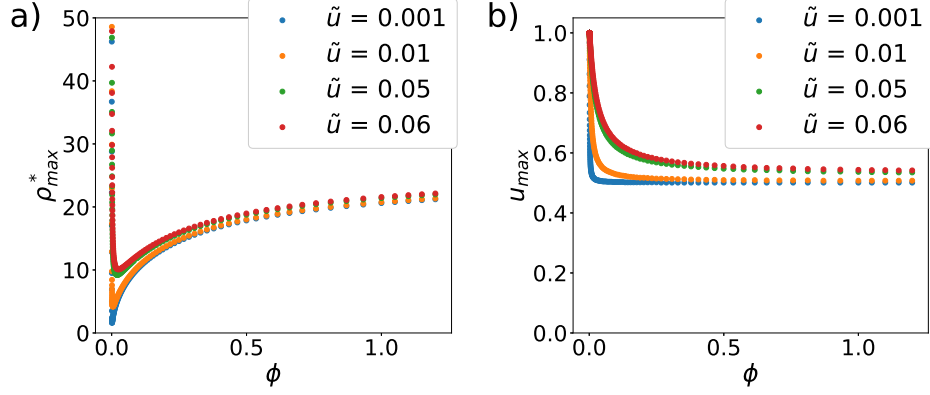 a)
50
40
30
20
10
0
ρ*max
0.0 0.5 1.0
ϕ
ũ = 0.001
ũ = 0.01
ũ = 0.05
ũ = 0.06
b)
1.0
0.8
0.6
0.4
0.2
0.0
umax
0.0 0.5 1.0
ϕ
ũ = 0.001
ũ = 0.01
ũ = 0.05
ũ = 0.06